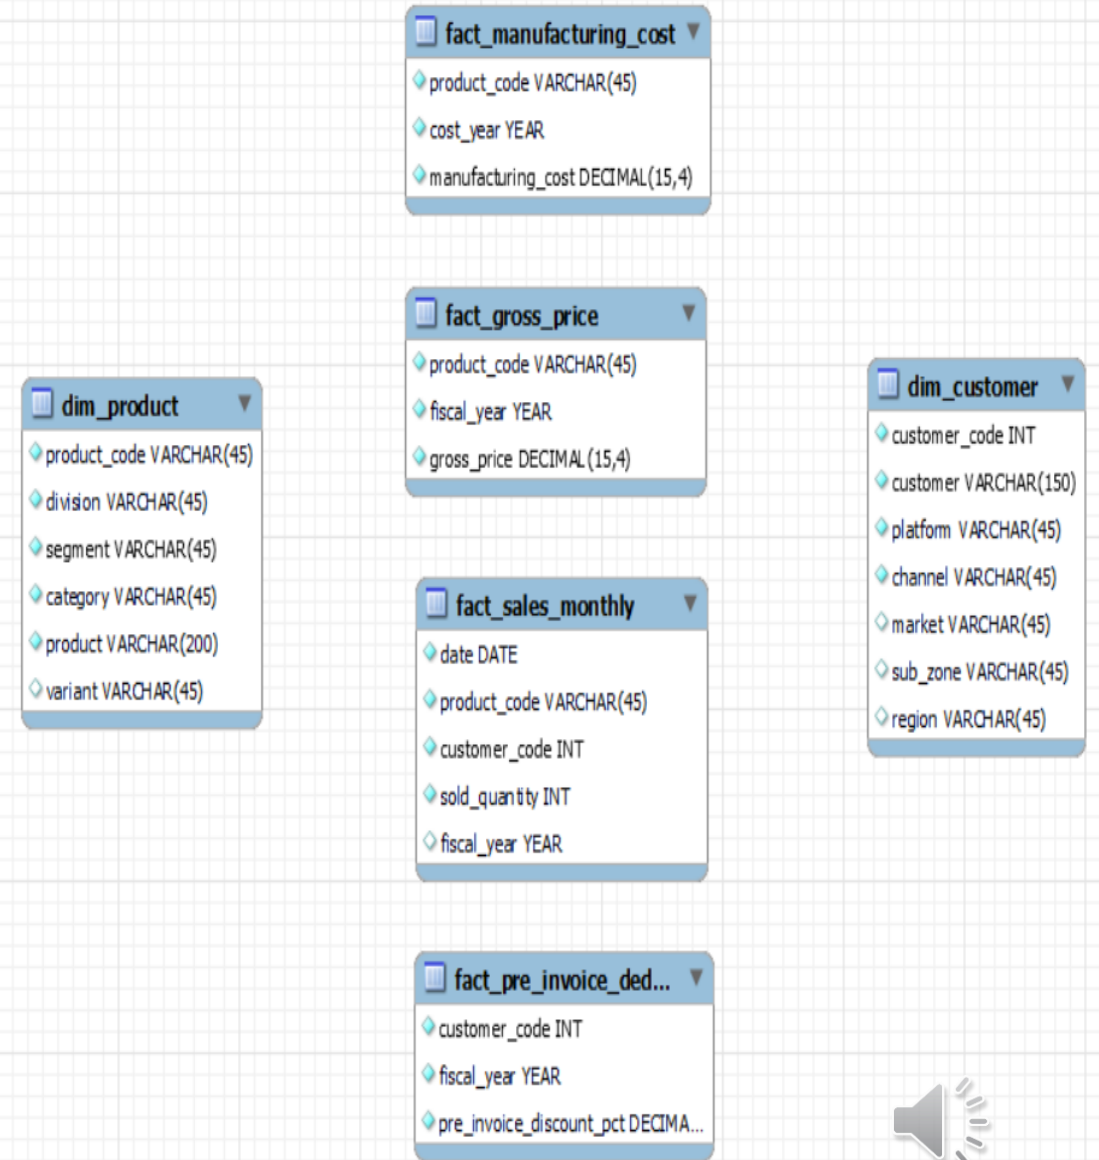 fact_manufacturing_cost
product_code VARCHAR(45)
cost_year YEAR
manufacturing_cost DECIMAL(15,4)
fact_gross_price
product_code VARCHAR(45)
fiscal_year YEAR
gross_price DECIMAL(15,4)
dim_product
product_code VARCHAR(45)
division VARCHAR(45)
segment VARCHAR(45)
category VARCHAR(45)
product VARCHAR(200)
variant VARCHAR(45)
dim_customer
customer_code INT
customer VARCHAR(150)
platform VARCHAR(45)
channel VARCHAR(45)
market VARCHAR(45)
sub_zone VARCHAR(45)
region VARCHAR(45)
fact_sales_monthly
date DATE
product_code VARCHAR(45)
customer_code INT
sold_quantity INT
fiscal_year YEAR
fact_pre_invoice_ded...
customer_code INT
fiscal_year YEAR
pre_invoice_discount_pct DECIMA...